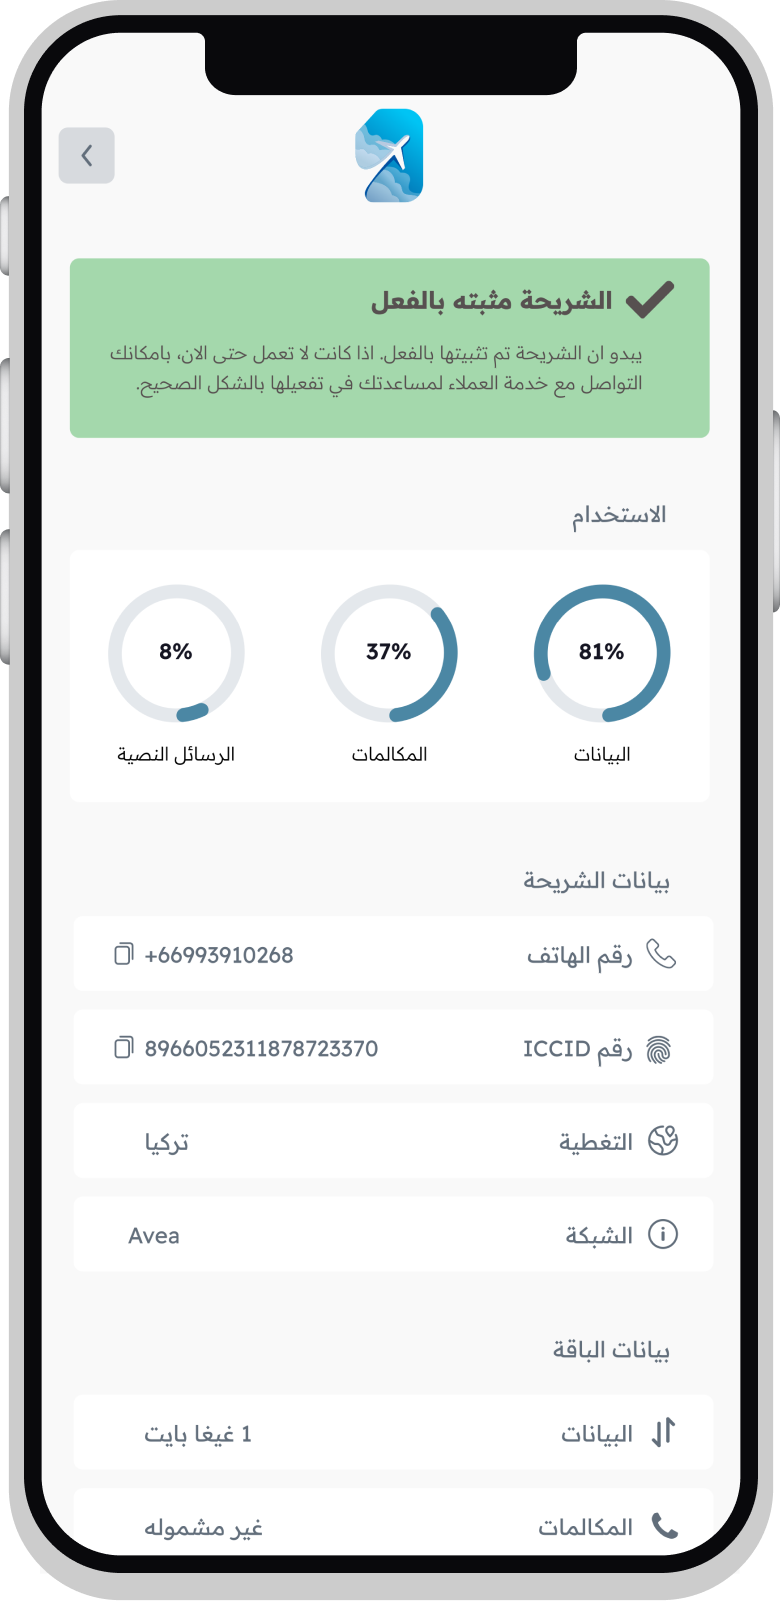 الشريحة مثبته بالفعل
يبدو ان الشريحة تم تثبيتها بالفعل. اذا كانت لا تعمل حتى الان، بامكانك
التواصل مع خدمة العملاء لمساعدتك في تفعيلها بالشكل الصحيح.
الاستخدام
81%
37%
8%
البيانات
المكالمات
الرسائل النصية
بيانات الشريحة
رقم الهاتف
+66993910268
رقم ICCID
8966052311878723370
التغطية
تركيا
الشبكة
Avea
بيانات الباقة
البيانات
1 غيغا بايت
المكالمات
غير مشموله